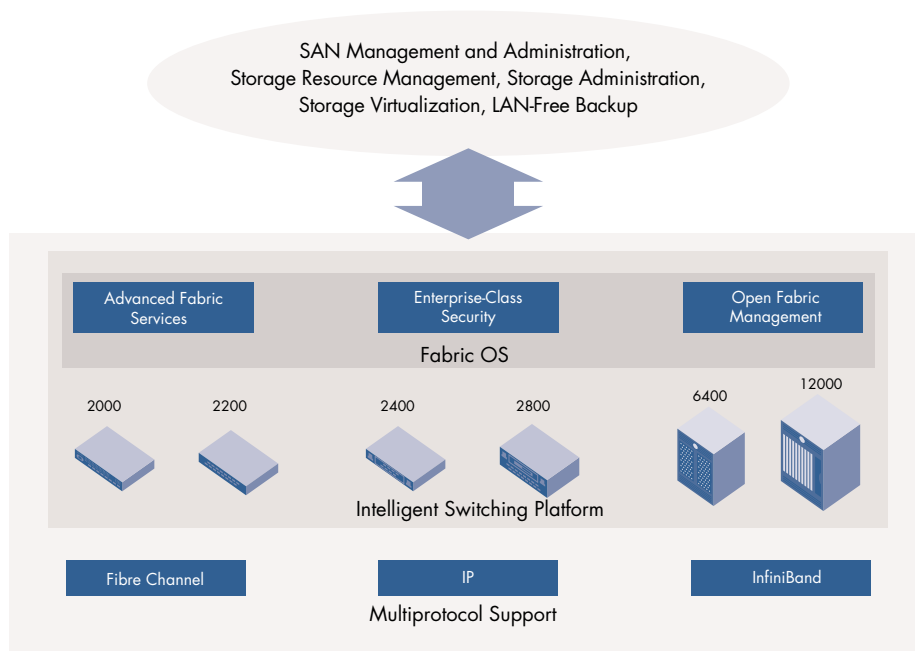 SAN Management and Administration,
Storage Resource Management, Storage Administration,
Storage Virtualization, LAN-Free Backup
Advanced Fabric
Services
Enterprise-Class
Security
Open Fabric
Management
Fabric OS
2000
2200
2400
2800
6400
12000
Intelligent Switching Platform
Fibre Channel
IP
InfiniBand
Multiprotocol Support